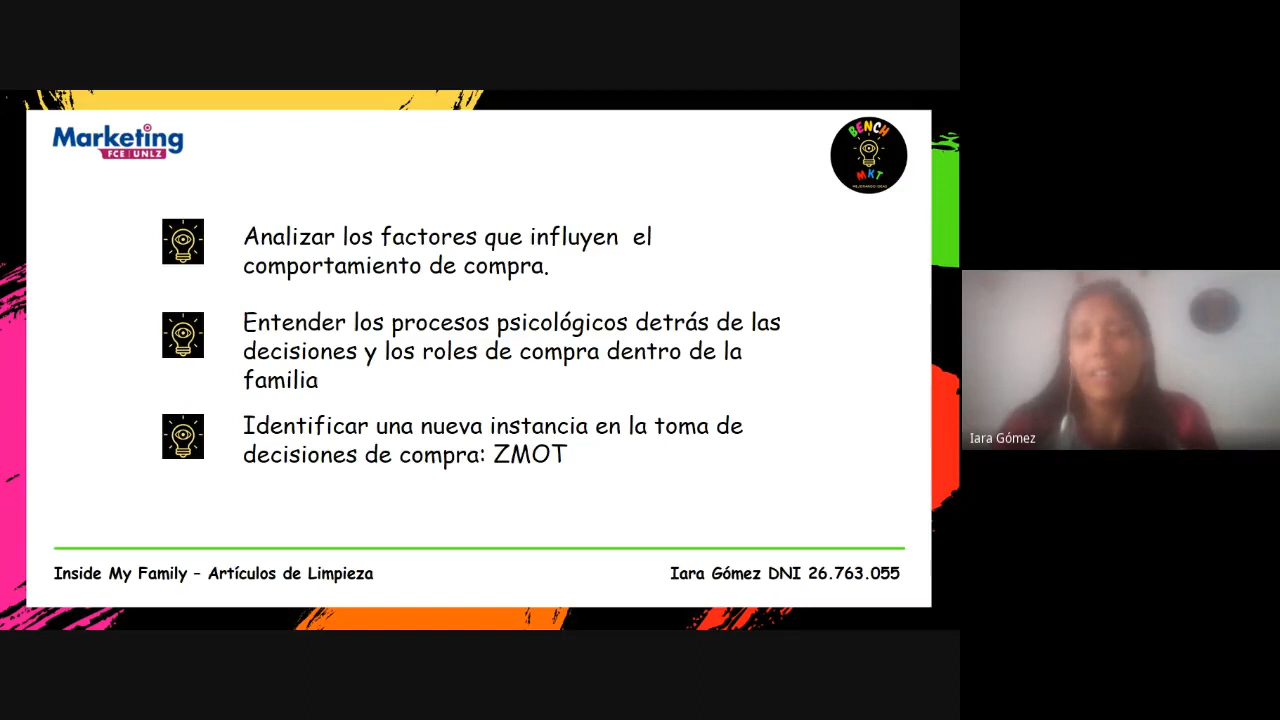 Marketing
FCE | UNLZ
BENCH
MKT
MEJORANDO IDEAS
Analizar los factores que influyen  el
comportamiento de compra.
Entender los procesos psicológicos detrás de las
decisiones y los roles de compra dentro de la
familia
Identificar una nueva instancia en la toma de
decisiones de compra: ZMOT
Inside My Family - Artículos de Limpieza
Iara Gómez DNI 26.763.055
Iara Gómez